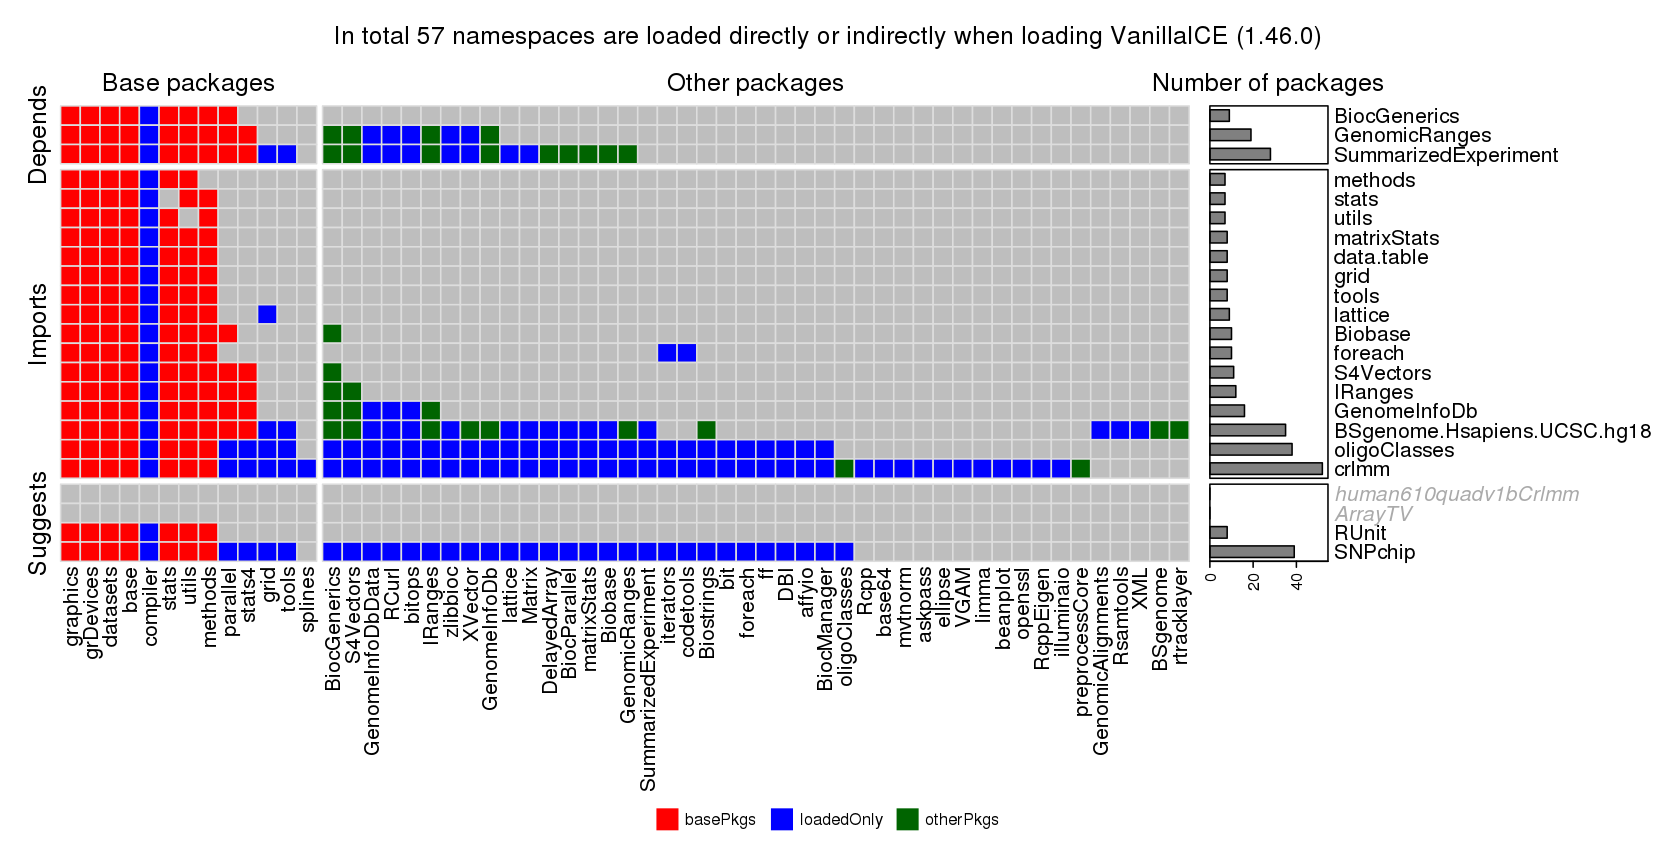 In total 57 namespaces are loaded directly or indirectly when loading VanillaICE (1.46.0)
Base packages
Other packages
Number of packages
Depends
BiocGenerics
GenomicRanges
SummarizedExperiment
Imports
methods
stats
utils
matrixStats
data.table
grid
tools
lattice
Biobase
foreach
S4Vectors
IRanges
GenomeInfoDb
BSgenome.Hsapiens.UCSC.hg18
oligoClasses
crlmm
Suggests
human610quadv1bCrlmm
ArrayTV
RUnit
SNPchip
0
20
40
graphics
grDevices
datasets
base
compiler
stats
utils
methods
parallel
stats4
grid
tools
splines
BiocGenerics
S4Vectors
GenomeInfoDbData
RCurl
bitops
IRanges
zlibbioc
XVector
GenomeInfoDb
lattice
Matrix
DelayedArray
BiocParallel
matrixStats
Biobase
GenomicRanges
SummarizedExperiment
iterators
codetools
Biostrings
bit
foreach
ff
DBI
affyio
BiocManager
oligoClasses
Rcpp
base64
mvtnorm
askpass
ellipse
VGAM
limma
beanplot
openssl
RcppEigen
illuminaio
preprocessCore
GenomicAlignments
Rsamtools
XML
BSgenome
rtracklayer
basePkgs
loadedOnly
otherPkgs